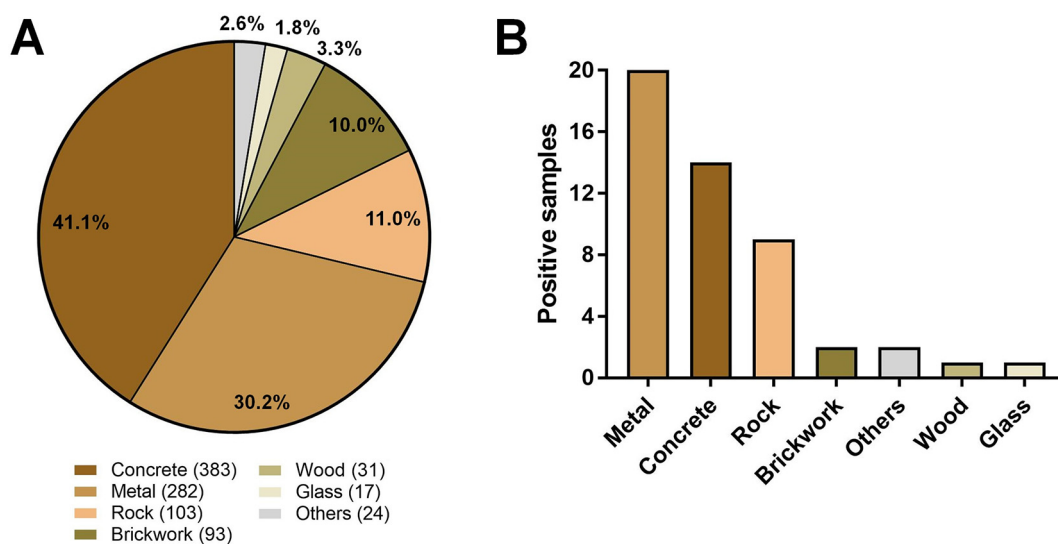 A
2.6%
1.8%
3.3%
10.0%
11.0%
41.1%
30.2%
Concrete (383)
Metal (282)
Rock (103)
Brickwork (93)
Wood (31)
Glass (17)
Others (24)
B
Positive samples
20
16
12
8
4
0
Metal
Concrete
Rock
Brickwork
Others
Wood
Glass